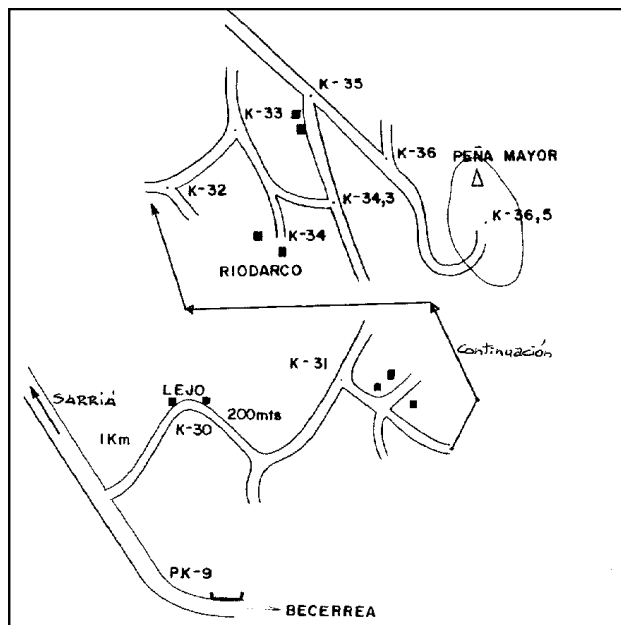 K-35
K-33
K-36
PEÑA MAYOR
K-32
K-34,3
K-36,5
K-34
RIODARCO
Continuación
K-31
SARRIÁ
LEJO
200mts
1Km
K-30
PK-9
BECERREA